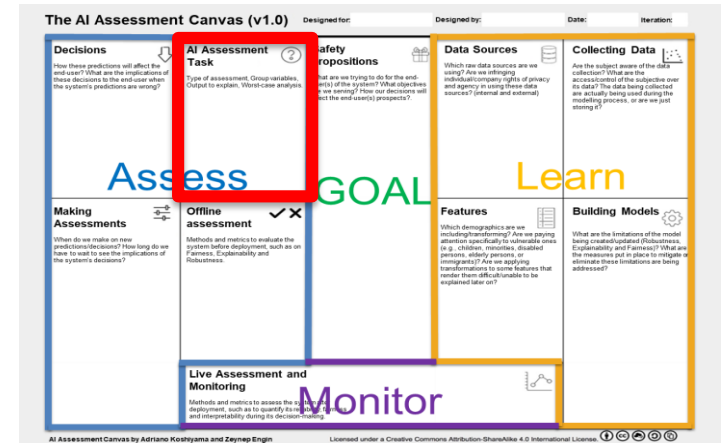 The AI Assessment Canvas (v1.0)
Designed for:
Designed by:
Date:
Iteration:
Decisions
How these predictions will affect the
end-user? What are the implications of
these decisions to the end-user when
the system's predictions are wrong?
AI Assessment
Task
Type of assessment, Group variables,
Output to explain, Worst-case analysis.
afety
ropositions
hat are we trying to do for the end-
er(s) of the system? What objectives
e we serving? How our decisions will
ect the end-user(s) prospects?
Data Sources
Which raw data sources are we
using? Are we infringing
individual/company rights of privacy
and agency in using these data
sources? (internal and external)
Collecting Data
Are the subject aware of the data
collection? What are the
access/control of the subjective over
its data? The data being collected
are actually being used during the
modelling process, or are we just
storing it?
Assess
GOAL
Learn
Making
Assessments
When do we make on new
predictions/decisions? How long do we
have to wait to see the implications of
the system's decisions?
Offline
assessment
Methods and metrics to evaluate the
system before deployment, such as on
Fairness, Explainability and
Robustness.
Features
Which demographics are we
including/transforming? Are we paying
attention specifically to vulnerable ones
(e.g., children, minorities, disabled
persons, elderly persons, or
immigrants)? Are we applying
transformations to some features that
render them difficult/unable to be
explained later on?
Building Models
What are the limitations of the model
being created/updated (Robustness,
Explainability and Fairness)? What are
the measures put in place to mitigate o
eliminate these limitations are being
addressed?
Live Assessment and
Monitoring
Methods and metrics to assess the
deployment, such as to quantify its
and interpretability during its decision-making.
Monitor
AI Assessment Canvas by Adriano Koshiyama and Zeynep Engin
Licensed under a Creative Commons Attribution-ShareAlike 4.0 International License.